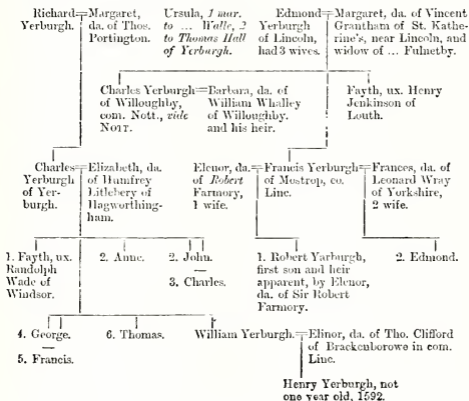 Richard=Margaret,
Yerburgh. da. of Thos.
Portington.
Ursula, 1 mar.
to ... Walle, 2
to Thomas Hall
of Yerburgh.
Edmond=Margaret, da. of Vincent
Yerburgh Grantham of St. Kathe-
of Lincoln, rine's, near Lincoln, and
had 3 wives. widow of ... Fulnetby.
Charles Yerburgh=Barbara, da. of
of Willoughby, William Whalley
com. Nott., vide of Willoughby.
NOTT. and his heir.
Fayth, ux. Henry
Jenkinson of
Louth.
Charles=Elizabeth, da.
Yerburgh of Humfrey
of Yer- Litlebery of
burgh. Hagworthing-
ham.
Elenor, da.=Francis Yerburgh=Frances, da. of
of Robert of Mostrop, co. Leonard Wray
Farmory, Linc. of Yorkshire,
1 wife. 2 wife.
1. Fayth, ux.
Randolph
Wade of
Windsor.
2. Anne.
2. John.
—
3. Charles.
1. Robert Yarburgh,
first son and heir
apparent, by Elenor,
da. of Sir Robert
Farmory.
2. Edmond.
4. George.
—
5. Francis.
6. Thomas.
William Yerburgh.=Elinor, da. of Tho. Clifford
of Brackenborowe in com.
Linc.
Henry Yerburgh, not
one year old, 1592.